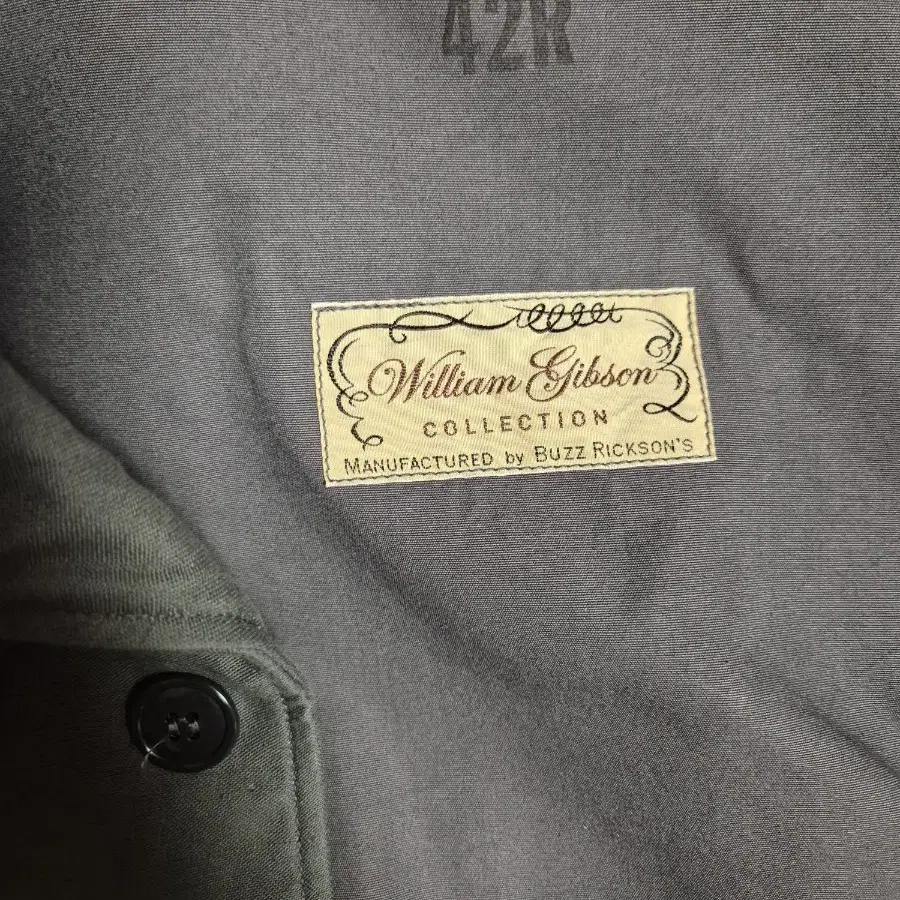 42R
William Gibson
COLLECTION
MANUFACTURED by BUZZ RICKSON'S